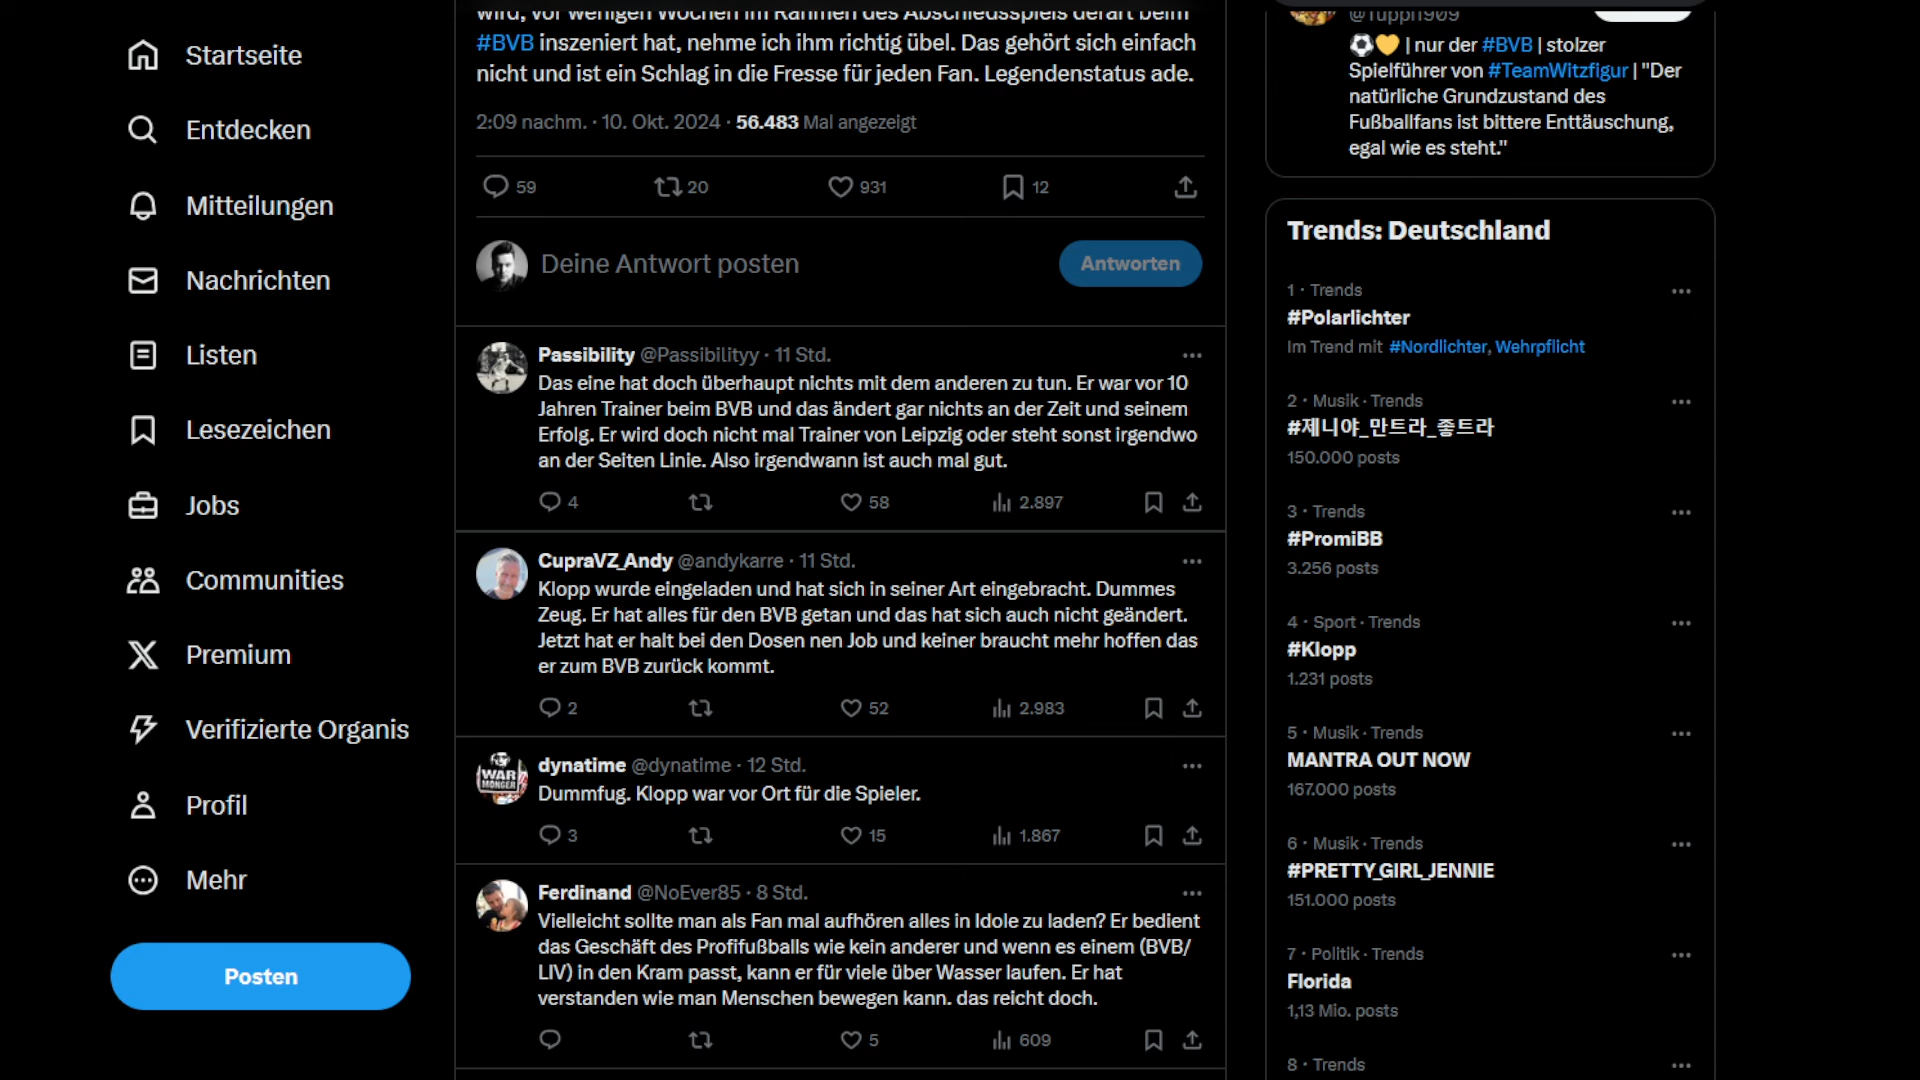 Startseite
Entdecken
Mitteilungen
Nachrichten
Listen
Lesezeichen
Jobs
Communities
Premium
Verifizierte Organis
Profil
Mehr
Posten
wird, vor wenigen Wochen im Rahmen des Abschiedsspiels derart beim
#BVB inszeniert hat, nehme ich ihm richtig übel. Das gehört sich einfach
nicht und ist ein Schlag in die Fresse für jeden Fan. Legendenstatus ade.
2:09 nachm. · 10. Okt. 2024 · 56.483 Mal angezeigt
59 20 931 12
Deine Antwort posten
Antworten
Passibility @Passibilityy · 11 Std.
Das eine hat doch überhaupt nichts mit dem anderen zu tun. Er war vor 10
Jahren Trainer beim BVB und das ändert gar nichts an der Zeit und seinem
Erfolg. Er wird doch nicht mal Trainer von Leipzig oder steht sonst irgendwo
an der Seiten Linie. Also irgendwann ist auch mal gut.
4 58 2.897
CupraVZ_Andy @andykarre · 11 Std.
Klopp wurde eingeladen und hat sich in seiner Art eingebracht. Dummes
Zeug. Er hat alles für den BVB getan und das hat sich auch nicht geändert.
Jetzt hat er halt bei den Dosen nen Job und keiner braucht mehr hoffen das
er zum BVB zurück kommt.
2 52 2.983
WAR
MONGER
dynatime @dynatime · 12 Std.
Dummfug. Klopp war vor Ort für die Spieler.
3 15 1.867
Ferdinand @NoEver85 · 8 Std.
Vielleicht sollte man als Fan mal aufhören alles in Idole zu laden? Er bedient
das Geschäft des Profifußballs wie kein anderer und wenn es einem (BVB/
LIV) in den Kram passt, kann er für viele über Wasser laufen. Er hat
verstanden wie man Menschen bewegen kann. das reicht doch.
5 609
@Tuppi1909
⚽💛 | nur der #BVB | stolzer
Spielführer von #TeamWitzfigur | "Der
natürliche Grundzustand des
Fußballfans ist bittere Enttäuschung,
egal wie es steht."
Trends: Deutschland
1 · Trends
#Polarlichter
Im Trend mit #Nordlichter, Wehrpflicht
2 · Musik · Trends
#제니야_만트라_좋트라
150.000 posts
3 · Trends
#PromiBB
3.256 posts
4 · Sport · Trends
#Klopp
1.231 posts
5 · Musik · Trends
MANTRA OUT NOW
167.000 posts
6 · Musik · Trends
#PRETTY_GIRL_JENNIE
151.000 posts
7 · Politik · Trends
Florida
1,13 Mio. posts
8 · Trends